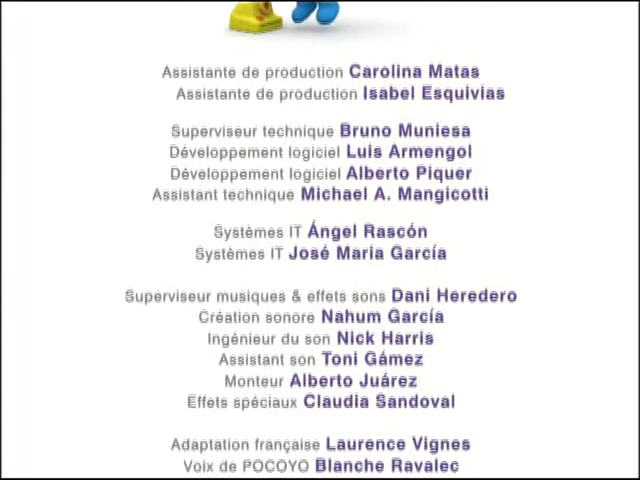 Assistante de production Carolina Matas
Assistante de production Isabel Esquivias
Superviseur technique Bruno Muniesa
Développement logiciel Luis Armengol
Développement logiciel Alberto Piquer
Assistant technique Michael A. Mangicotti
Systèmes IT Ángel Rascón
Systèmes IT José Maria García
Superviseur musiques & effets sons Dani Heredero
Création sonore Nahum García
Ingénieur du son Nick Harris
Assistant son Toni Gámez
Monteur Alberto Juárez
Effets spéciaux Claudia Sandoval
Adaptation française Laurence Vignes
Voix de POCOYO Blanche Ravalec